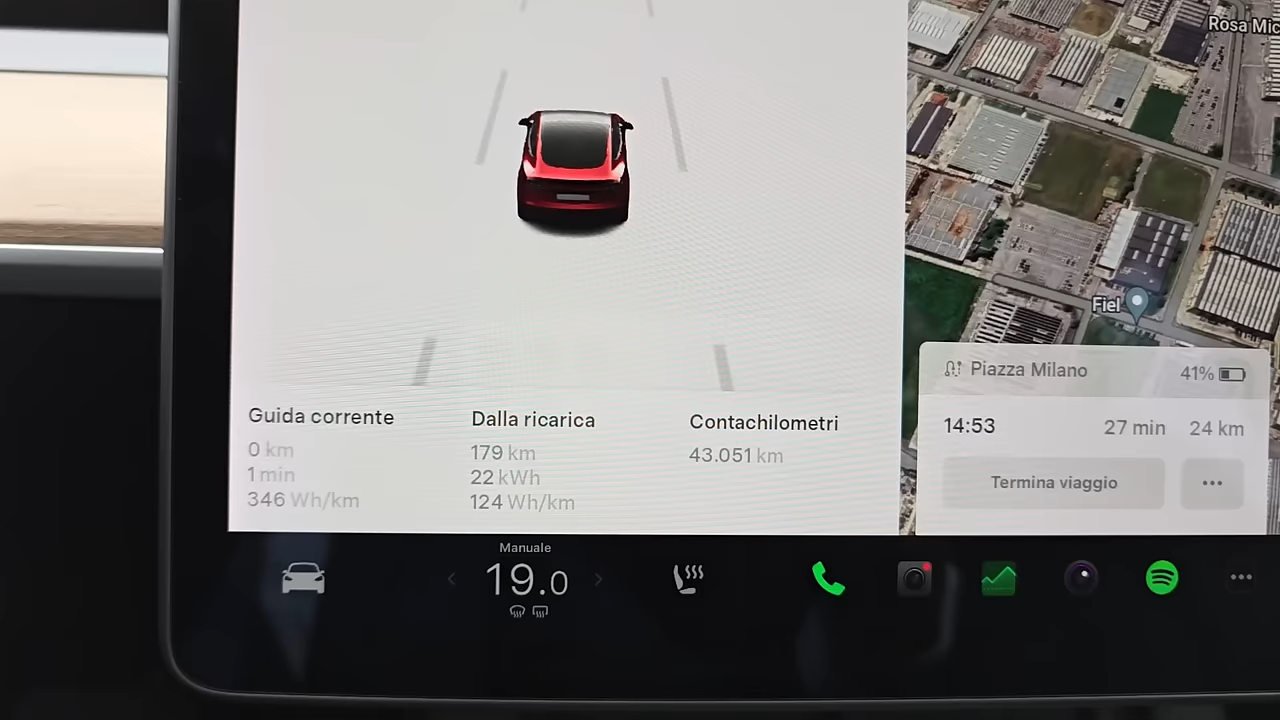 Rosa Mic
Fiel
Piazza Milano
41%
14:53
27 min
24 km
Termina viaggio
...
Guida corrente
0 km
1 min
346 Wh/km
Dalla ricarica
179 km
22 kWh
124 Wh/km
Contachilometri
43.051 km
Manuale
19.0